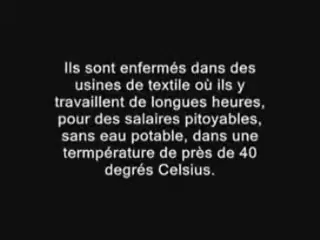 Ils sont enfermés dans des
usines de textile où ils y
travaillent de longues heures,
pour des salaires pitoyables,
sans eau potable, dans une
termpérature de près de 40
degrés Celsius.